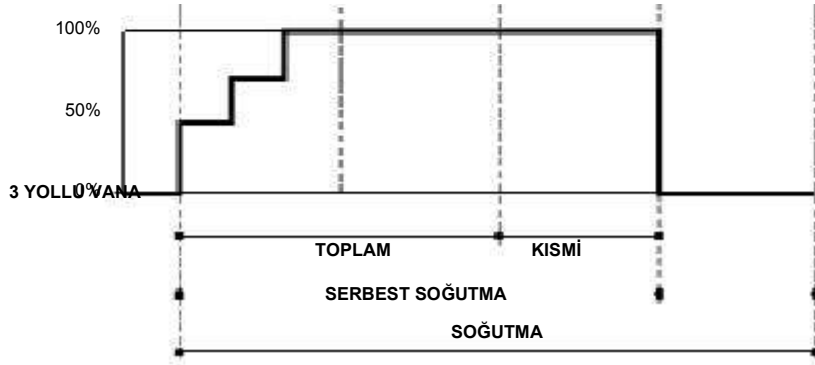 100%
50%
0%
3 YOLLU VANA
TOPLAM KISMİ
SERBEST SOĞUTMA
SOĞUTMA